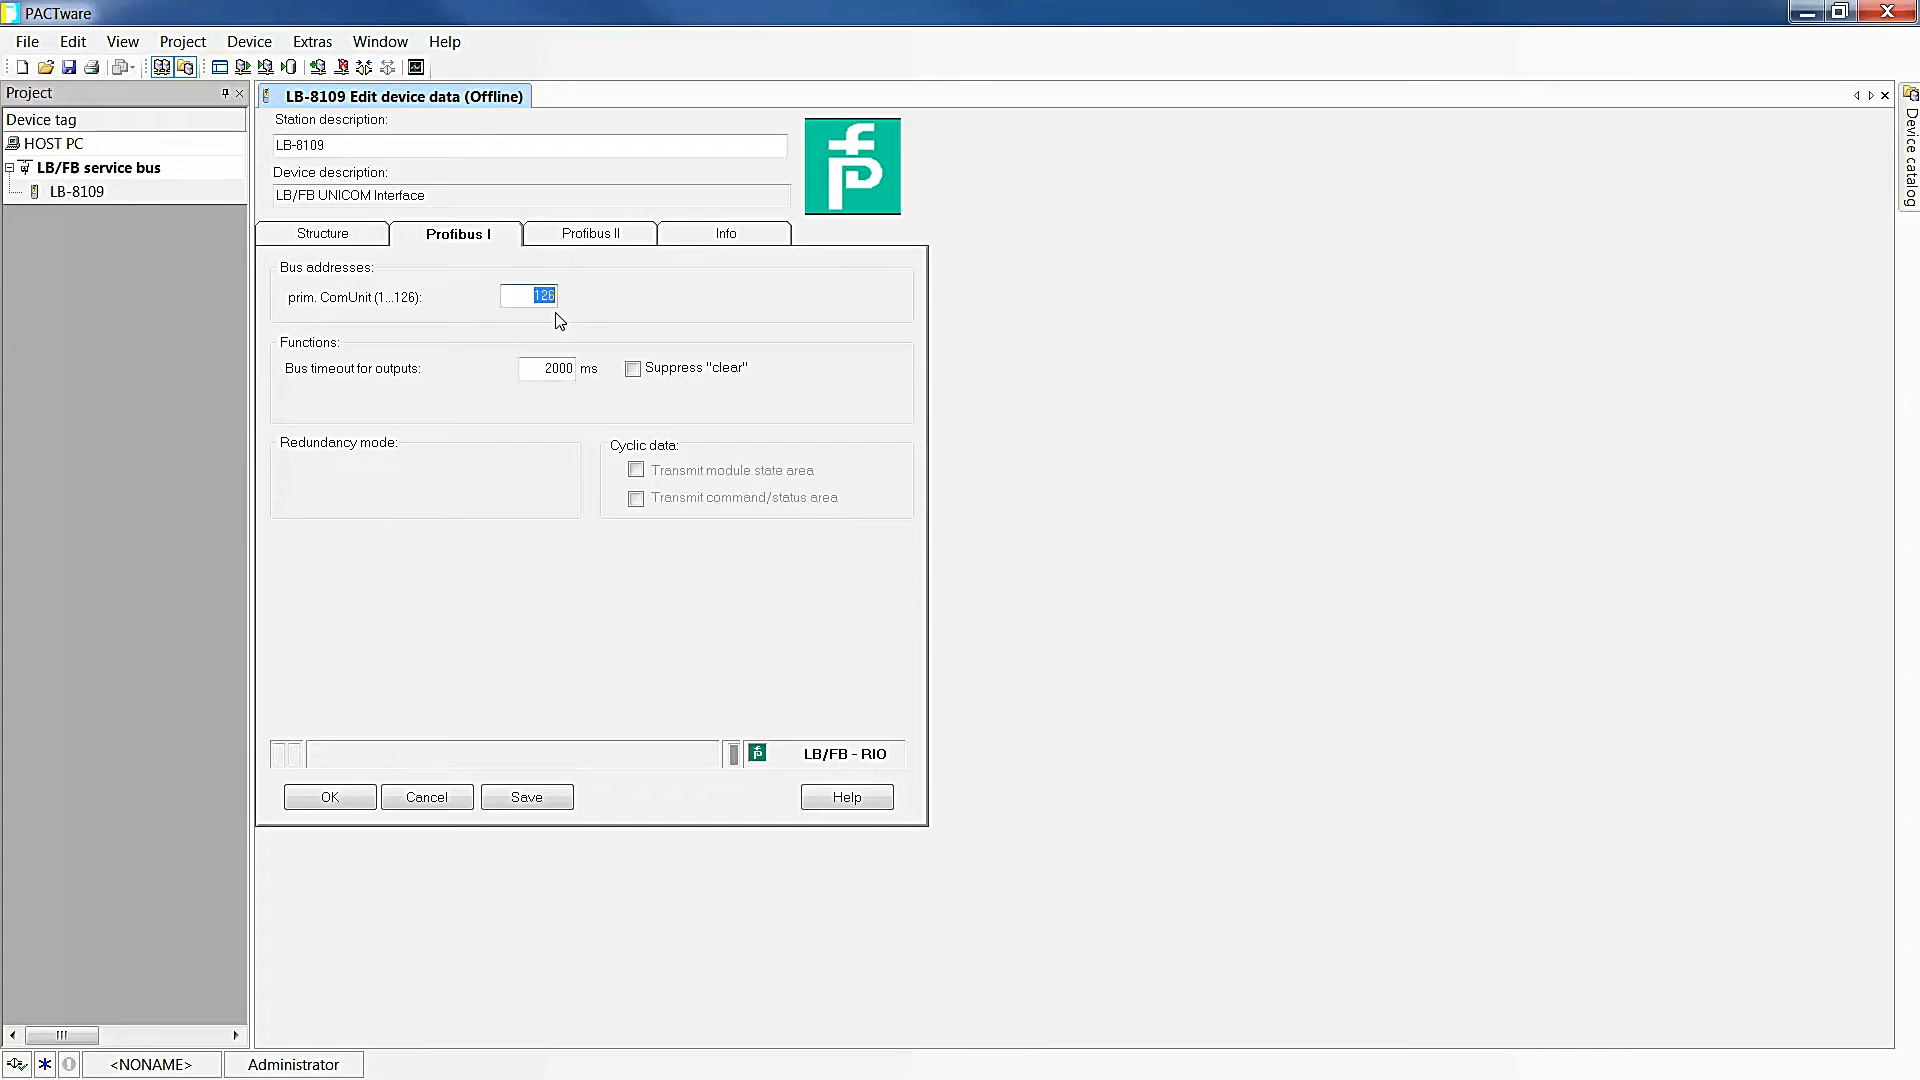 PACTware
File Edit View Project Device Extras Window Help
Project
Device tag
HOST PC
LB/FB service bus
LB-8109
LB-8109 Edit device data (Offline)
Station description:
LB-8109
Device description:
LB/FB UNICOM Interface
Structure Profibus I Profibus II Info
Bus addresses:
prim. ComUnit (1...126): 126
Functions:
Bus timeout for outputs: 2000 ms Suppress "clear"
Redundancy mode:
Cyclic data:
Transmit module state area
Transmit command/status area
LB/FB - RIO
OK Cancel Save Help
Device catalog
<NONAME> Administrator